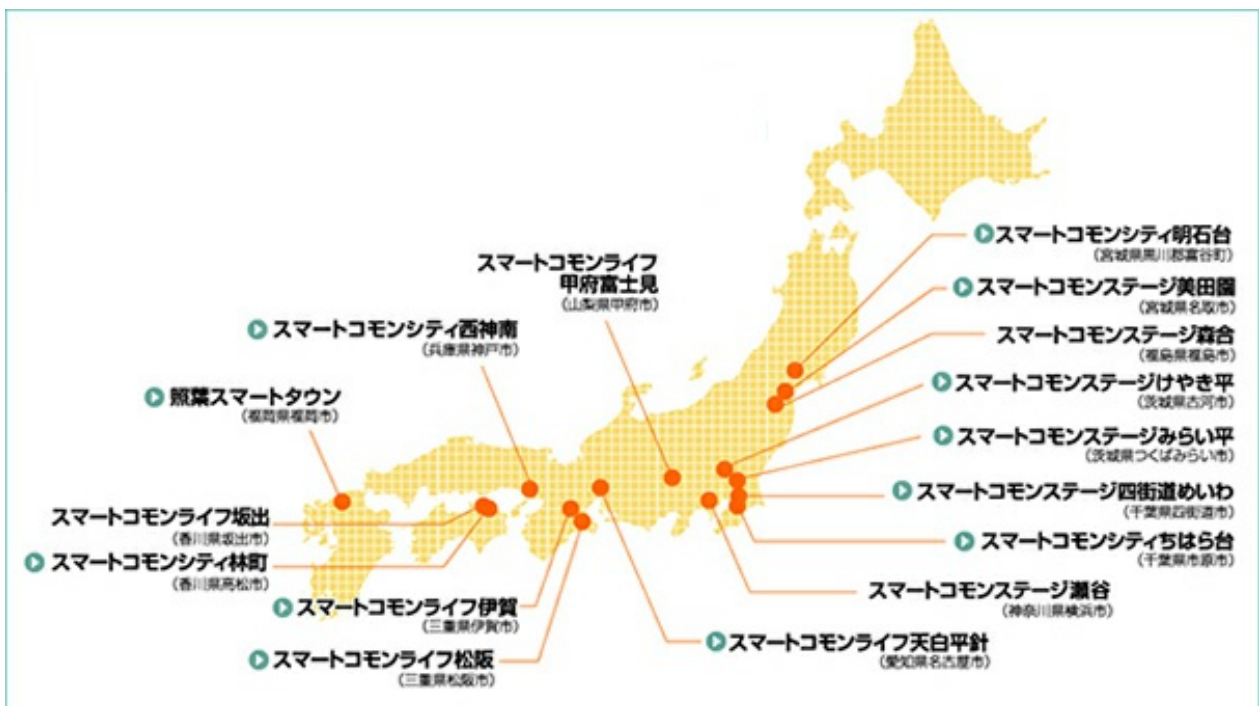 スマートコモンシティ明石台
(宮城県黒川郡富谷町)
スマートコモンステージ美田園
(宮城県名取市)
スマートコモンステージ森合
(福島県福島市)
スマートコモンステージけやき平
(茨城県古河市)
スマートコモンステージみらい平
(茨城県つくばみらい市)
スマートコモンステージ四街道めいわ
(千葉県四街道市)
スマートコモンシティちはら台
(千葉県市原市)
スマートコモンステージ瀬谷
(神奈川県横浜市)
スマートコモンライフ天白平針
(愛知県名古屋市)
スマートコモンライフ
甲府富士見
(山梨県甲府市)
スマートコモンシティ西神南
(兵庫県神戸市)
照葉スマートタウン
(福岡県福岡市)
スマートコモンライフ坂出
(香川県坂出市)
スマートコモンシティ林町
(香川県高松市)
スマートコモンライフ伊賀
(三重県伊賀市)
スマートコモンライフ松阪
(三重県松阪市)